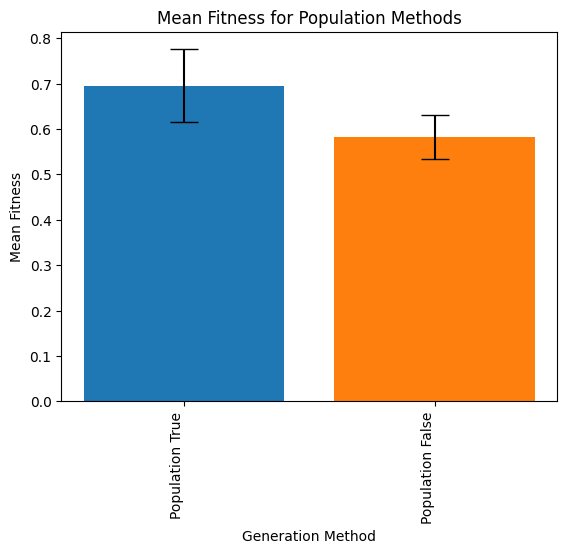 Mean Fitness for Population Methods
0.8
0.7
0.6
0.5
0.4
0.3
0.2
0.1
0.0
Mean Fitness
Population True
Population False
Generation Method